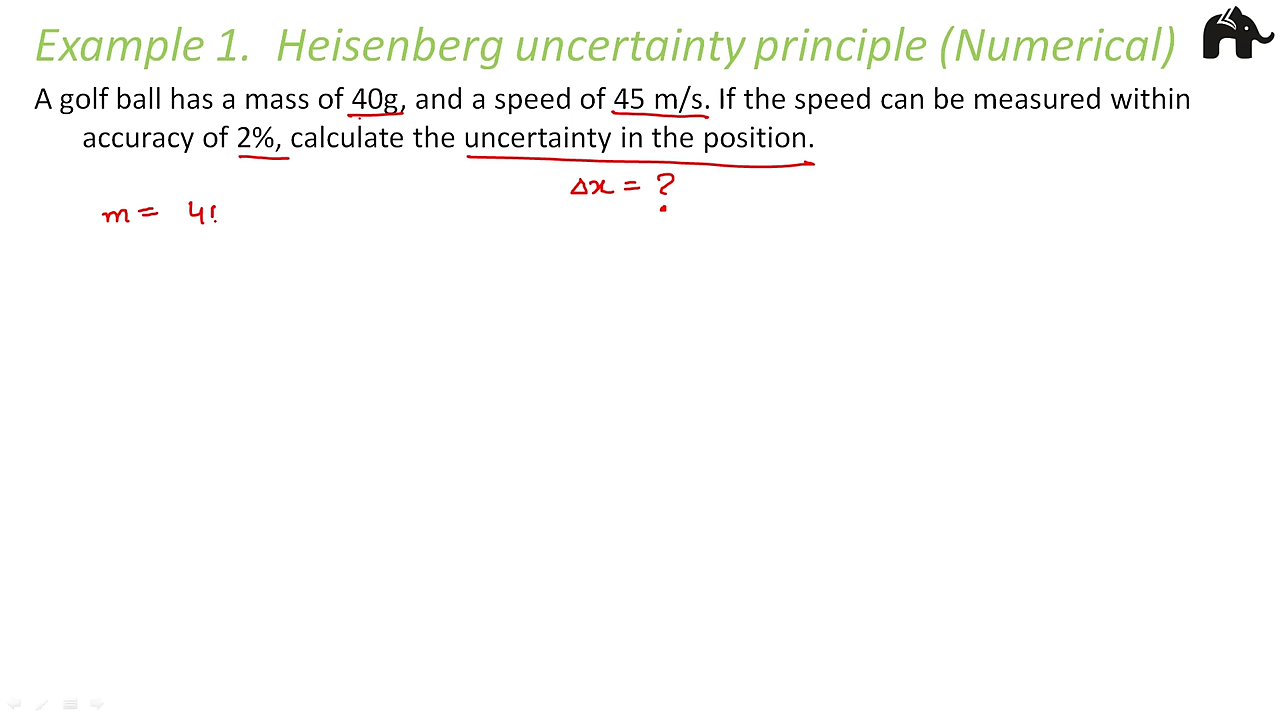 Example 1. Heisenberg uncertainty principle (Numerical)
A golf ball has a mass of 40g, and a speed of 45 m/s. If the speed can be measured within
accuracy of 2%, calculate the uncertainty in the position.
Δx = ?
m = 4